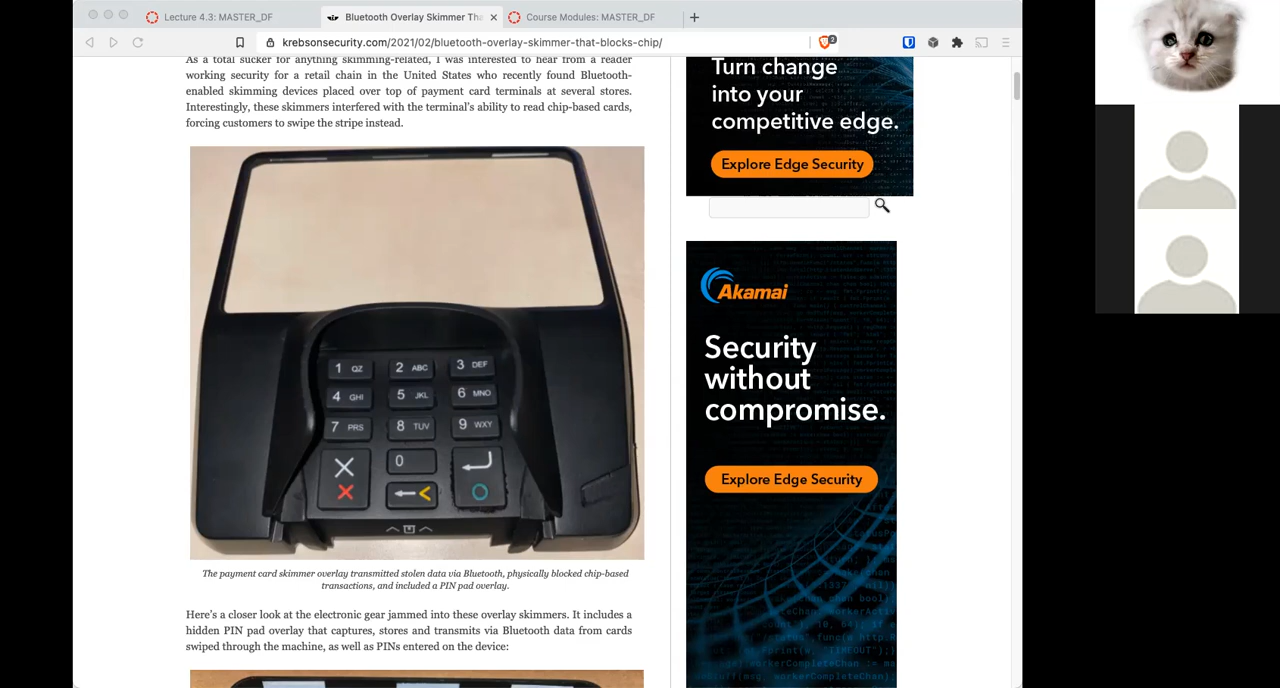 Lecture 4.3: MASTER_DF
Bluetooth Overlay Skimmer Tha
Course Modules: MASTER_DF
krebsonsecurity.com/2021/02/bluetooth-overlay-skimmer-that-blocks-chip/
2
As a total sucker for anything skimming-related, I was interested to hear from a reader
working security for a retail chain in the United States who recently found Bluetooth-
enabled skimming devices placed over top of payment card terminals at several stores.
Interestingly, these skimmers interfered with the terminal's ability to read chip-based cards,
forcing customers to swipe the stripe instead.
1 QZ
2 ABC
3 DEF
4 GHI
5 JKL
6 MNO
7 PRS
8 TUV
9 WXY
0
The payment card skimmer overlay transmitted stolen data via Bluetooth, physically blocked chip-based
transactions, and included a PIN pad overlay.
Here's a closer look at the electronic gear jammed into these overlay skimmers. It includes a
hidden PIN pad overlay that captures, stores and transmits via Bluetooth data from cards
swiped through the machine, as well as PINs entered on the device:
Turn change
into your
competitive edge.
Explore Edge Security
Akamai
Security
without
compromise.
Explore Edge Security